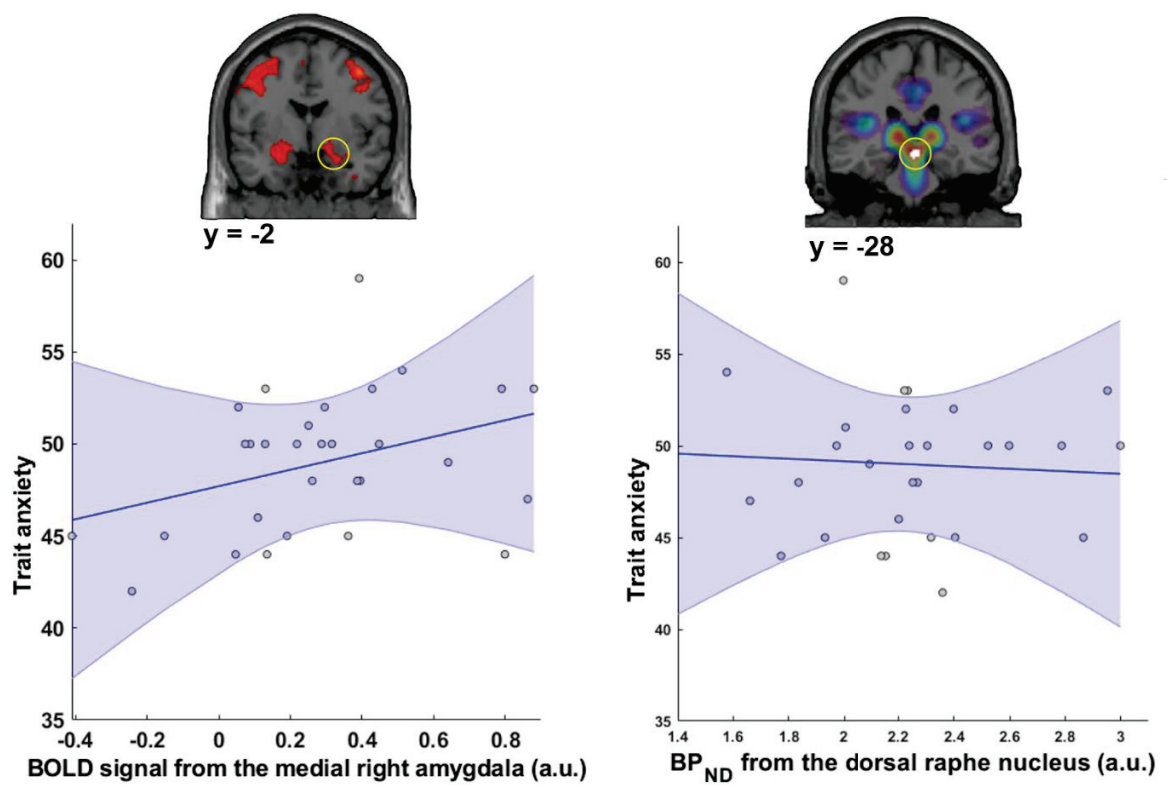 y = -2
60
55
50
45
40
35
Trait anxiety
-0.4 -0.2 0 0.2 0.4 0.6 0.8
BOLD signal from the medial right amygdala (a.u.)
y = -28
60
55
50
45
40
35
Trait anxiety
1.4 1.6 1.8 2 2.2 2.4 2.6 2.8 3
BPND from the dorsal raphe nucleus (a.u.)